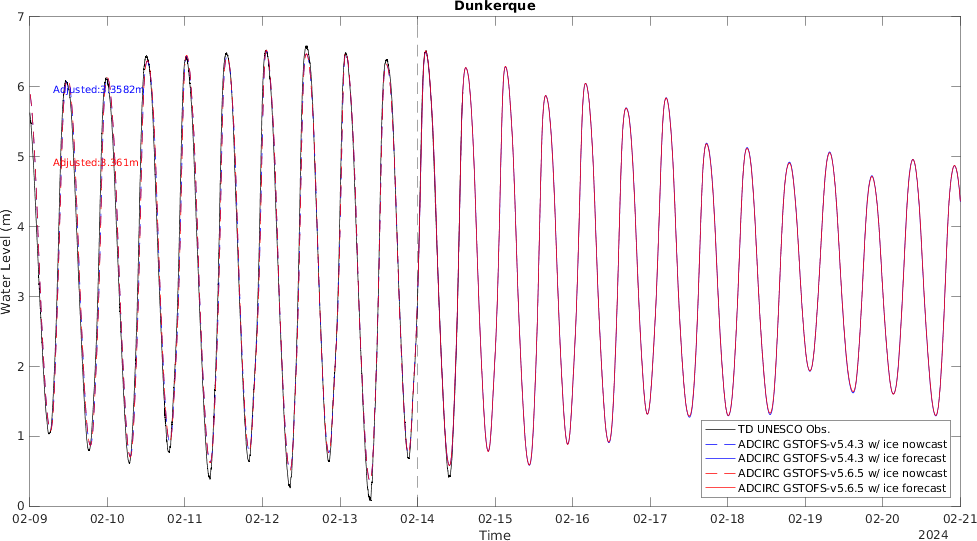 Dunkerque
7
6
5
4
3
2
1
0
Water Level (m)
Adjusted:3.3582m
Adjusted:3.361m
TD UNESCO Obs.
ADCIRC GSTOFS-v5.4.3 w/ ice nowcast
ADCIRC GSTOFS-v5.4.3 w/ ice forecast
ADCIRC GSTOFS-v5.6.5 w/ ice nowcast
ADCIRC GSTOFS-v5.6.5 w/ ice forecast
02-09 02-10 02-11 02-12 02-13 02-14 02-15 02-16 02-17 02-18 02-19 02-20 02-21
Time
2024